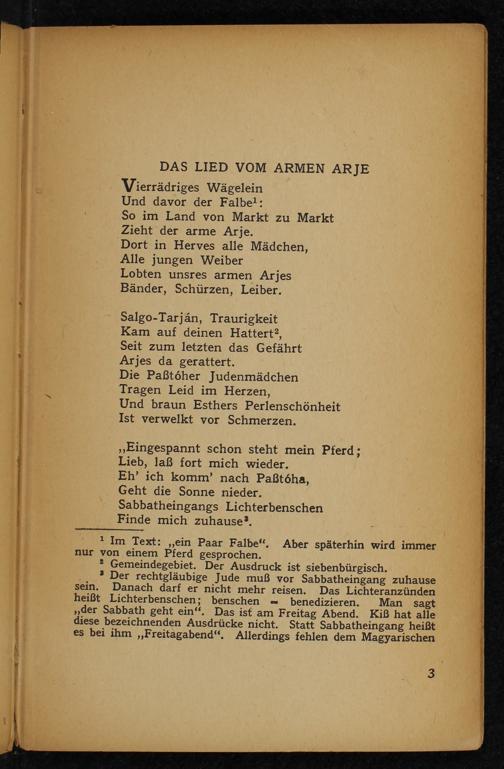 DAS LIED VOM ARMEN ARJE
Vierrädriges Wägelein
Und davor der Falbe¹:
So im Land von Markt zu Markt
Zieht der arme Arje.
Dort in Herves alle Mädchen,
Alle jungen Weiber
Lobten unsres armen Arjes
Bänder, Schürzen, Leiber.
Salgo-Tarján, Traurigkeit
Kam auf deinen Hattert²,
Seit zum letzten das Gefährt
Arjes da gerattert.
Die Paßtóher Judenmädchen
Tragen Leid im Herzen,
Und braun Esthers Perlenschönheit
Ist verwelkt vor Schmerzen.
„Eingespannt schon steht mein Pferd;
Lieb, laß fort mich wieder.
Eh' ich komm' nach Paßtóha,
Geht die Sonne nieder.
Sabbatheingangs Lichterbenschen
Finde mich zuhause³.
¹ Im Text: „ein Paar Falbe“. Aber späterhin wird immer
nur von einem Pferd gesprochen.
² Gemeindegebiet. Der Ausdruck ist siebenbürgisch.
³ Der rechtgläubige Jude muß vor Sabbatheingang zuhause
sein. Danach darf er nicht mehr reisen. Das Lichteranzünden
heißt Lichterbenschen; benschen = benedizieren. Man sagt
„der Sabbath geht ein“. Das ist am Freitag Abend. Kiß hat alle
diese bezeichnenden Ausdrücke nicht. Statt Sabbatheingang heißt
es bei ihm „Freitagabend“. Allerdings fehlen dem Magyarischen
3